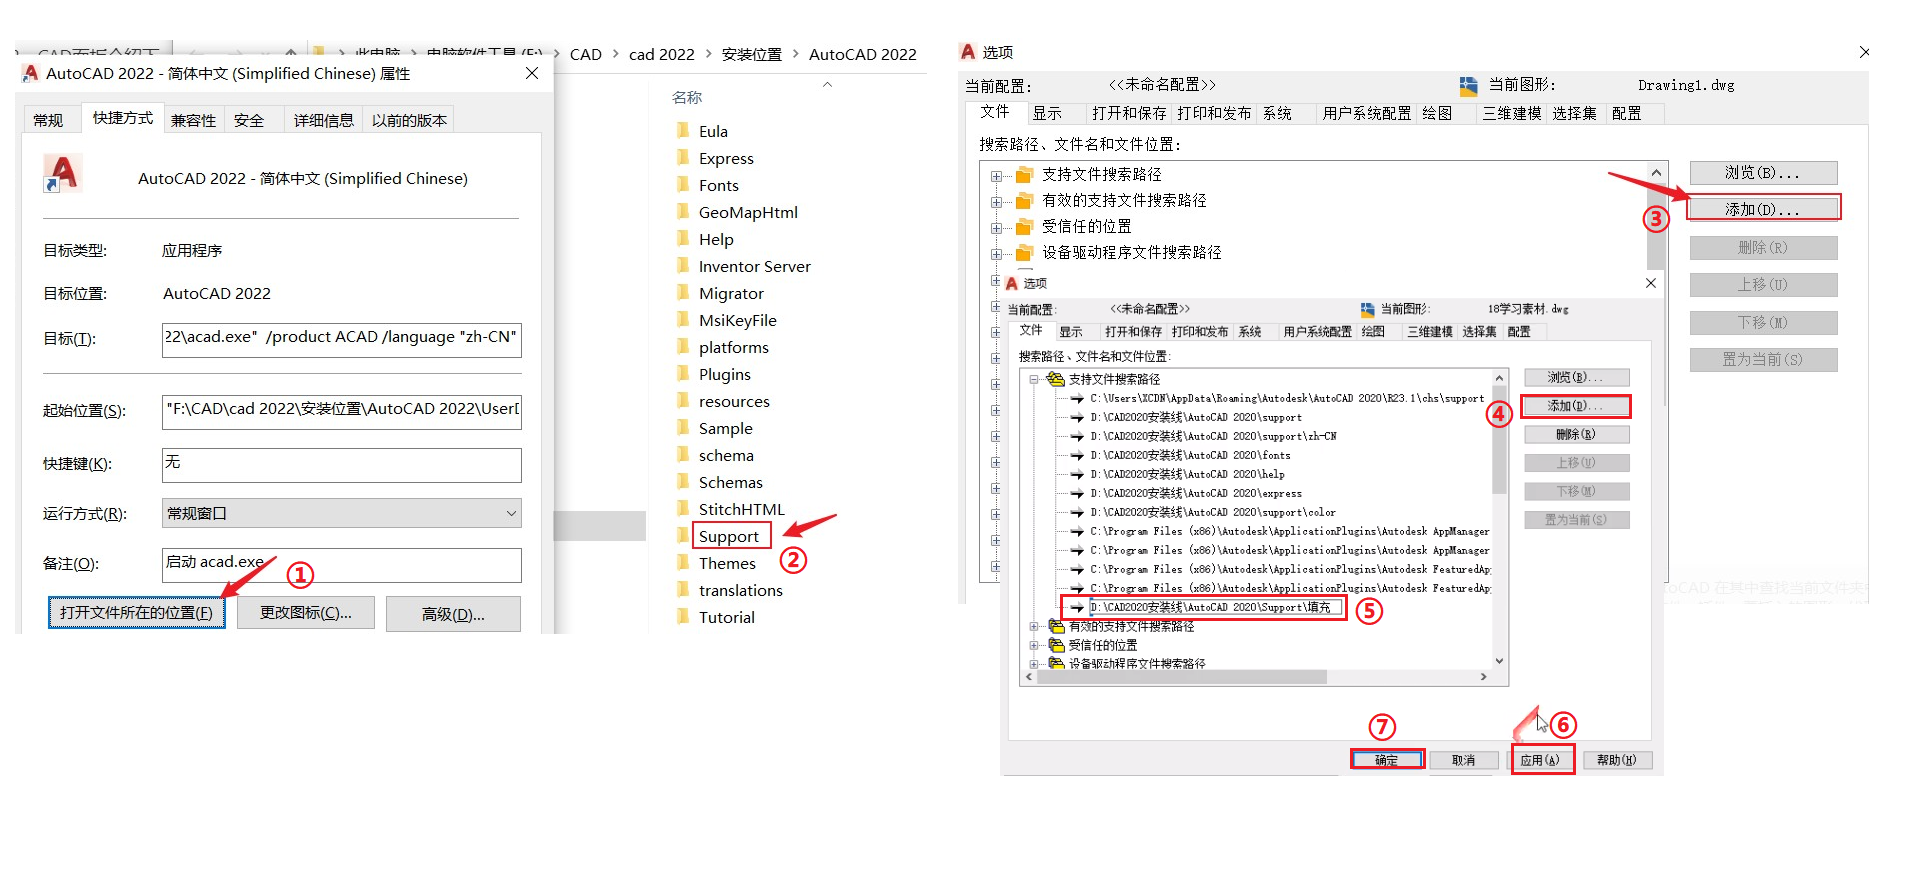 此电脑 › 电脑软件工具 (F:) › CAD › cad 2022 › 安装位置 › AutoCAD 2022
AutoCAD 2022 - 简体中文 (Simplified Chinese) 属性
常规 快捷方式 兼容性 安全 详细信息 以前的版本
AutoCAD 2022 - 简体中文 (Simplified Chinese)
目标类型: 应用程序
目标位置: AutoCAD 2022
目标(T): 22\acad.exe" /product ACAD /language "zh-CN"
起始位置(S): "F:\CAD\cad 2022\安装位置\AutoCAD 2022\UserD
快捷键(K): 无
运行方式(R): 常规窗口
备注(O): 启动 acad.exe
①
打开文件所在的位置(F) 更改图标(C)... 高级(D)...
名称
Eula
Express
Fonts
GeoMapHtml
Help
Inventor Server
Migrator
MsiKeyFile
platforms
Plugins
resources
Sample
schema
Schemas
StitchHTML
Support
②
Themes
translations
Tutorial
选项
当前配置: <<未命名配置>> 当前图形: Drawing1.dwg
文件 显示 打开和保存 打印和发布 系统 用户系统配置 绘图 三维建模 选择集 配置
搜索路径、文件名和文件位置:
支持文件搜索路径
有效的支持文件搜索路径
受信任的位置
设备驱动程序文件搜索路径
浏览(B)...
③
添加(D)...
删除(R)
上移(U)
下移(M)
置为当前(S)
选项
当前配置: <<未命名配置>> 当前图形: 18学习素材.dwg
文件 显示 打开和保存 打印和发布 系统 用户系统配置 绘图 三维建模 选择集 配置
搜索路径、文件名和文件位置:
支持文件搜索路径
C:\Users\XCDN\AppData\Roaming\Autodesk\AutoCAD 2020\R23.1\chs\support
D:\CAD2020安装线\AutoCAD 2020\support
D:\CAD2020安装线\AutoCAD 2020\support\zh-CN
D:\CAD2020安装线\AutoCAD 2020\fonts
D:\CAD2020安装线\AutoCAD 2020\help
D:\CAD2020安装线\AutoCAD 2020\express
D:\CAD2020安装线\AutoCAD 2020\support\color
C:\Program Files (x86)\Autodesk\ApplicationPlugins\Autodesk AppManager
C:\Program Files (x86)\Autodesk\ApplicationPlugins\Autodesk AppManager
C:\Program Files (x86)\Autodesk\ApplicationPlugins\Autodesk FeaturedAp
C:\Program Files (x86)\Autodesk\ApplicationPlugins\Autodesk FeaturedAp
D:\CAD2020安装线\AutoCAD 2020\Support\填充
⑤
有效的支持文件搜索路径
受信任的位置
设备驱动程序文件搜索路径
浏览(B)...
④
添加(D)...
删除(R)
上移(U)
下移(M)
置为当前(S)
⑦
⑥
确定 取消 应用(A) 帮助(H)